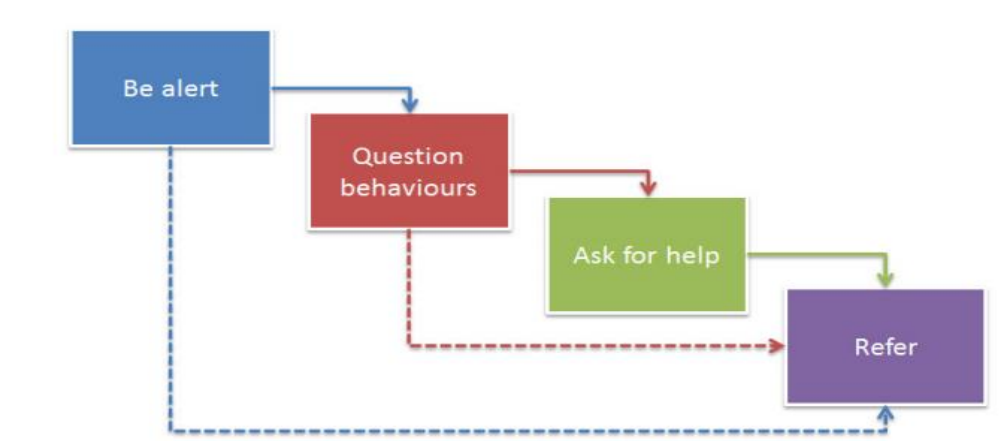 Be alert
Question
behaviours
Ask for help
Refer